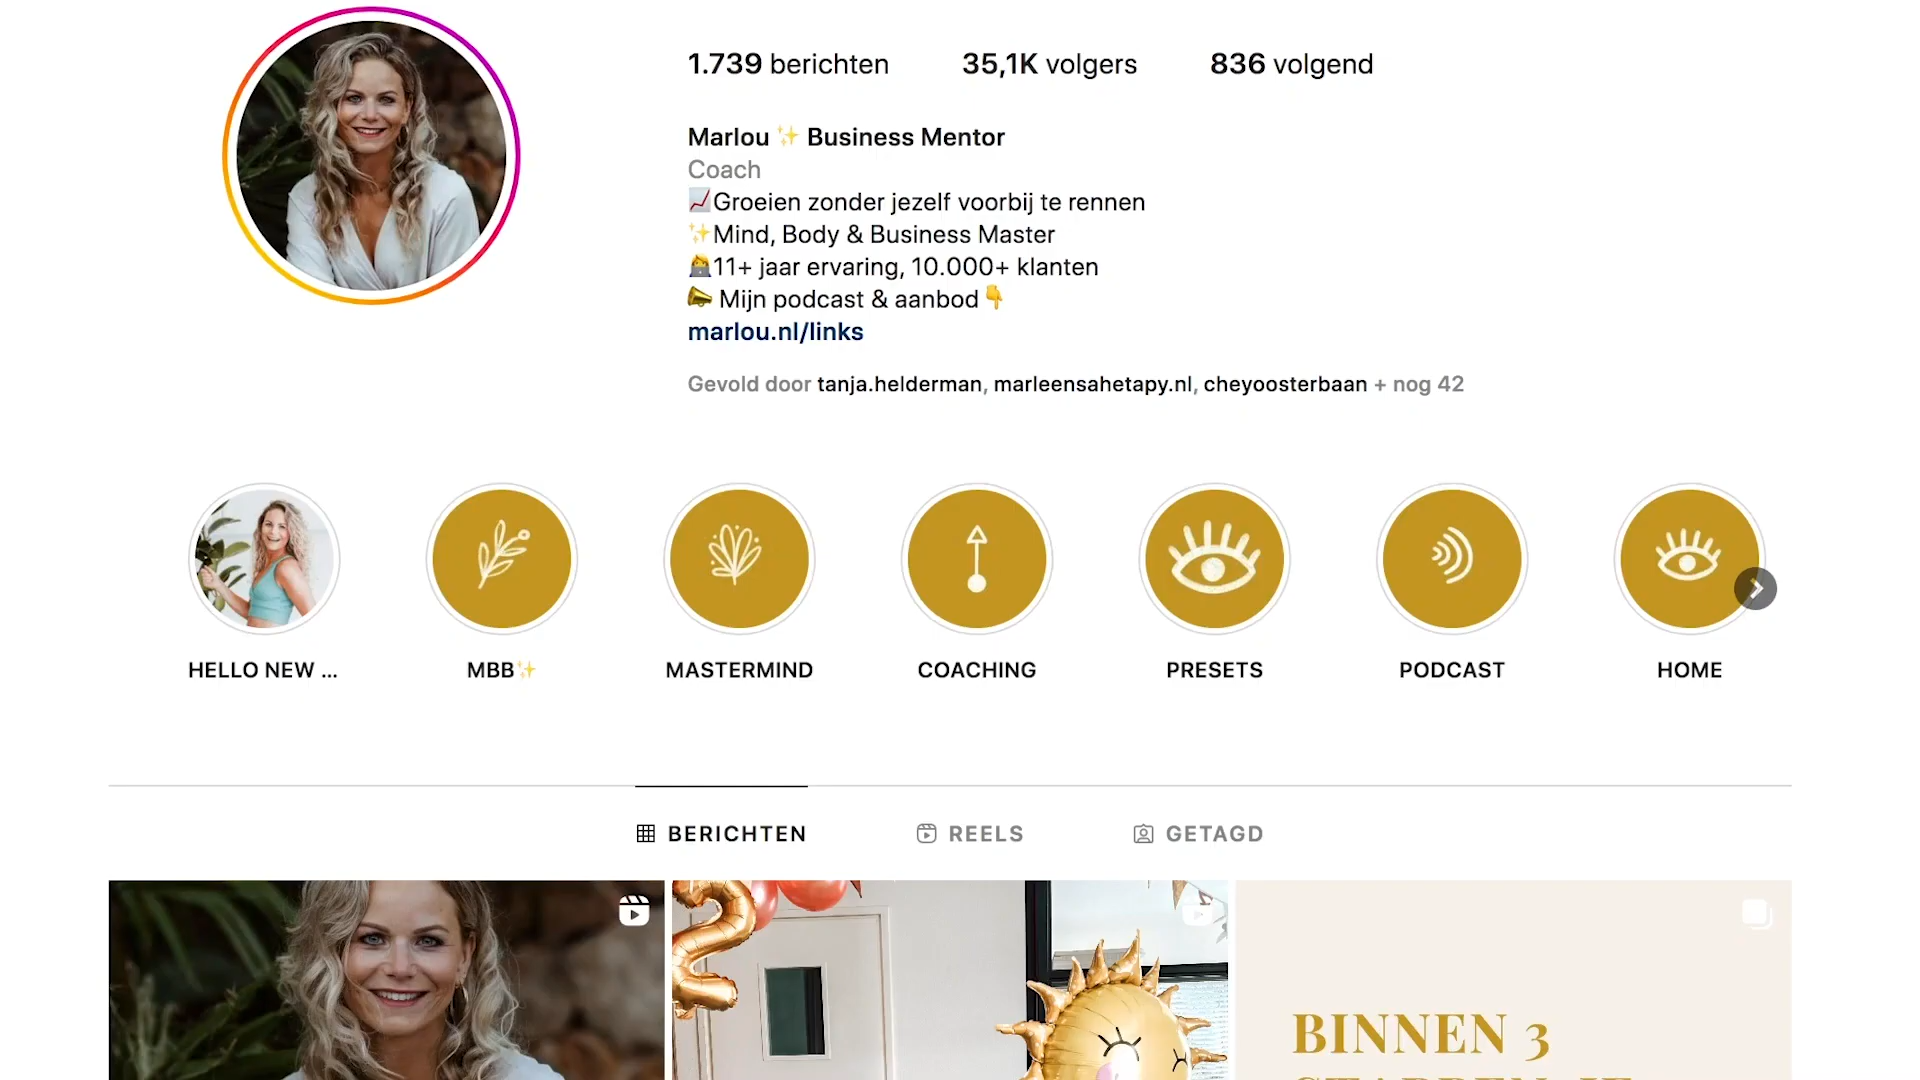 1.739 berichten 35,1K volgers 836 volgend
Marlou ✨ Business Mentor
Coach
📈Groeien zonder jezelf voorbij te rennen
✨Mind, Body & Business Master
👩‍💻11+ jaar ervaring, 10.000+ klanten
📣 Mijn podcast & aanbod👇
marlou.nl/links
Gevold door tanja.helderman, marleensahetapy.nl, cheyoosterbaan + nog 42
HELLO NEW ... MBB✨ MASTERMIND COACHING PRESETS PODCAST HOME
BERICHTEN REELS GETAGD
2
BINNEN 3